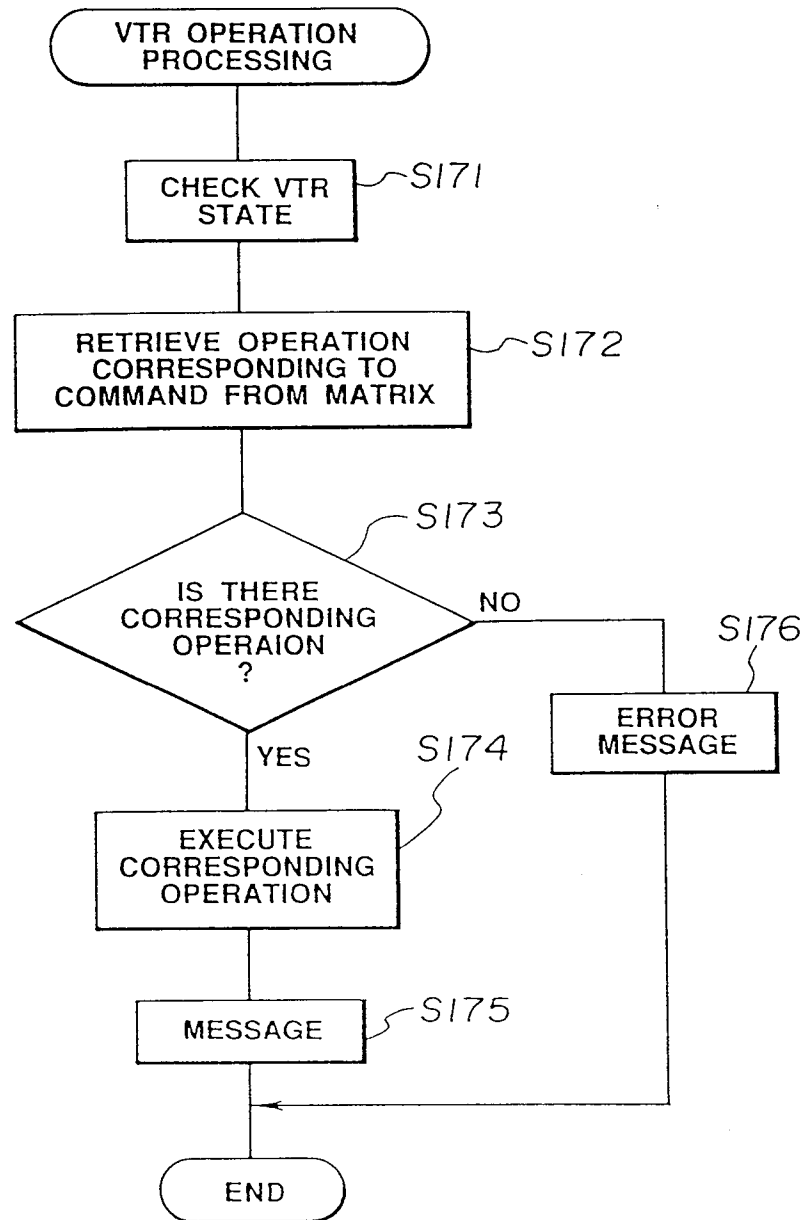 VTR OPERATION
PROCESSING
CHECK VTR
STATE
S171
RETRIEVE OPERATION
CORRESPONDING TO
COMMAND FROM MATRIX
S172
IS THERE
CORRESPONDING
OPERAION
?
S173
NO
YES
S176
ERROR
MESSAGE
EXECUTE
CORRESPONDING
OPERATION
S174
MESSAGE
S175
END